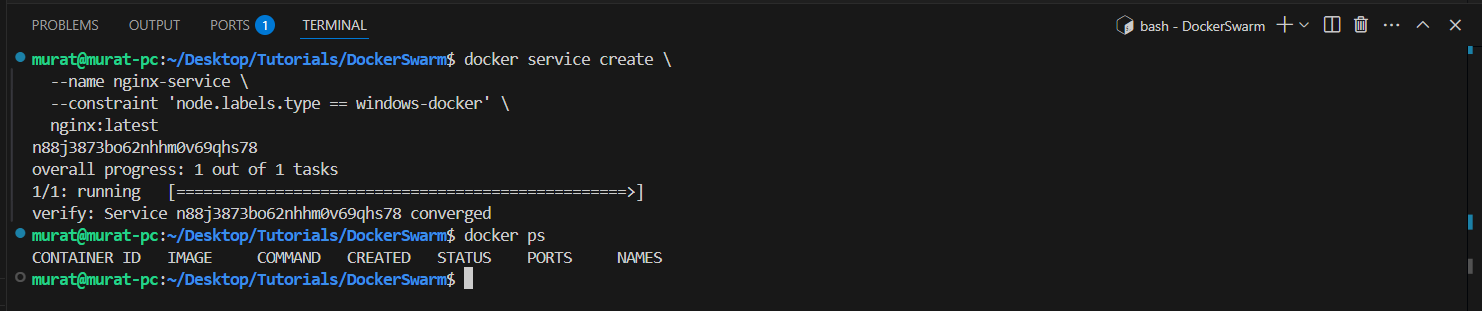 PROBLEMS OUTPUT PORTS 1 TERMINAL bash - DockerSwarm
murat@murat-pc:~/Desktop/Tutorials/DockerSwarm$ docker service create \
  --name nginx-service \
  --constraint 'node.labels.type == windows-docker' \
  nginx:latest
n88j3873bo62nhhm0v69qhs78
overall progress: 1 out of 1 tasks
1/1: running   [==================================================>]
verify: Service n88j3873bo62nhhm0v69qhs78 converged
murat@murat-pc:~/Desktop/Tutorials/DockerSwarm$ docker ps
CONTAINER ID   IMAGE     COMMAND   CREATED   STATUS    PORTS     NAMES
murat@murat-pc:~/Desktop/Tutorials/DockerSwarm$